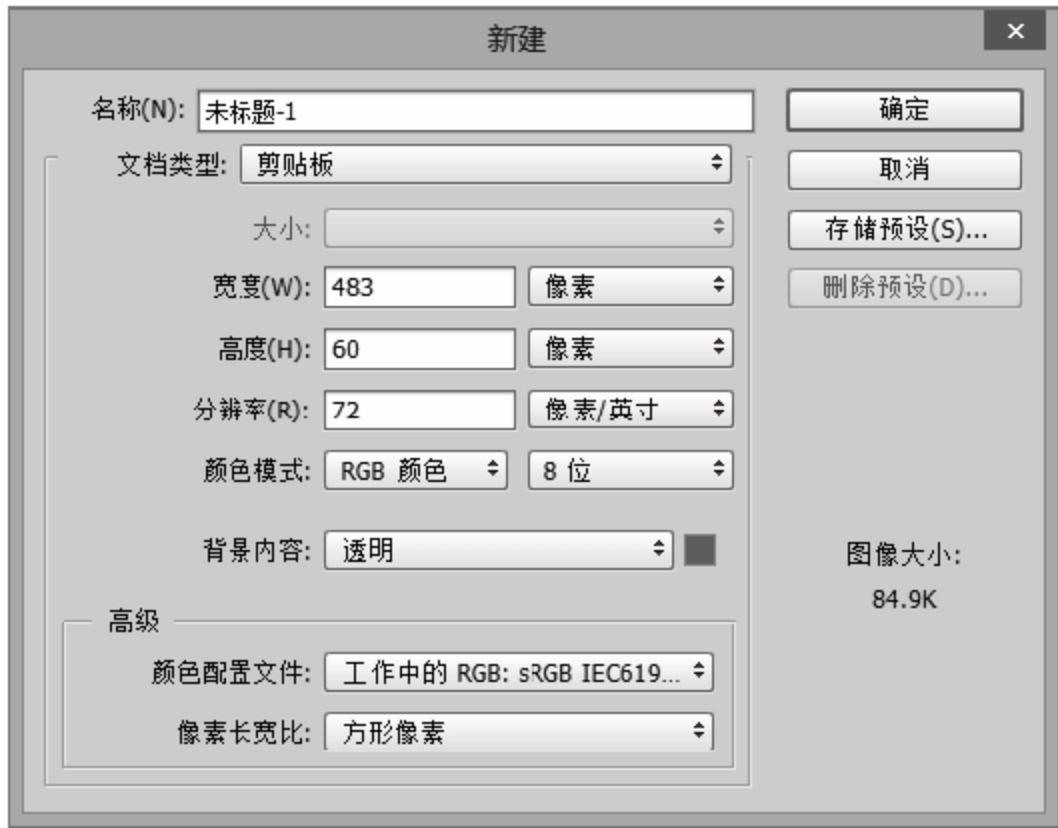 新建
×
名称(N): 未标题-1
确定
文档类型: 剪贴板
取消
大小:
存储预设(S)...
宽度(W): 483 像素
删除预设(D)...
高度(H): 60 像素
分辨率(R): 72 像素/英寸
颜色模式: RGB 颜色 8 位
背景内容: 透明
图像大小:
84.9K
高级
颜色配置文件: 工作中的 RGB: sRGB IEC619...
像素长宽比: 方形像素